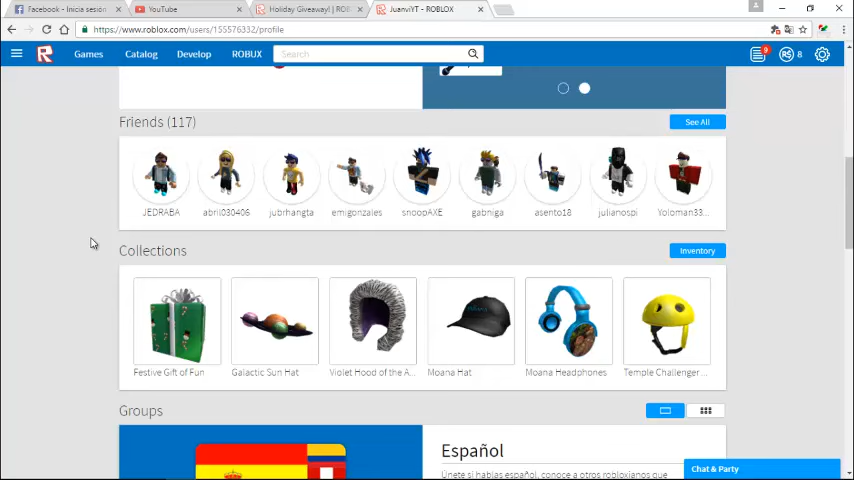 Facebook - Inicia sesión
YouTube
Holiday Giveaway! | ROB
JuanviYT - ROBLOX
https://www.roblox.com/users/155576332/profile
Games
Catalog
Develop
ROBUX
Search
9
R$
8
Friends (117)
See All
JEDRABA
abril030406
jubrhangta
emigonzales
snoopAXE
gabniga
asento18
julianospi
Yoloman33...
Collections
Inventory
Festive Gift of Fun
Galactic Sun Hat
Violet Hood of the A...
Moana Hat
Moana Headphones
Temple Challenger...
Groups
Español
Únete si hablas español, conoce a otros robloxianos que
Chat & Party